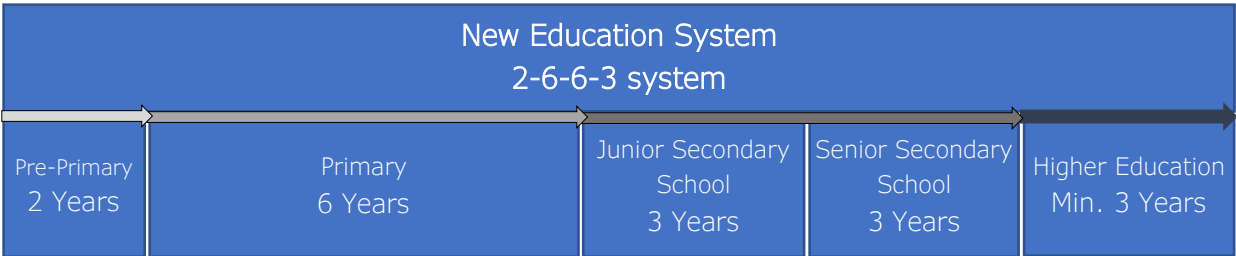 New Education System
2-6-6-3 system
Pre-Primary
2 Years
Primary
6 Years
Junior Secondary
School
3 Years
Senior Secondary
School
3 Years
Higher Education
Min. 3 Years